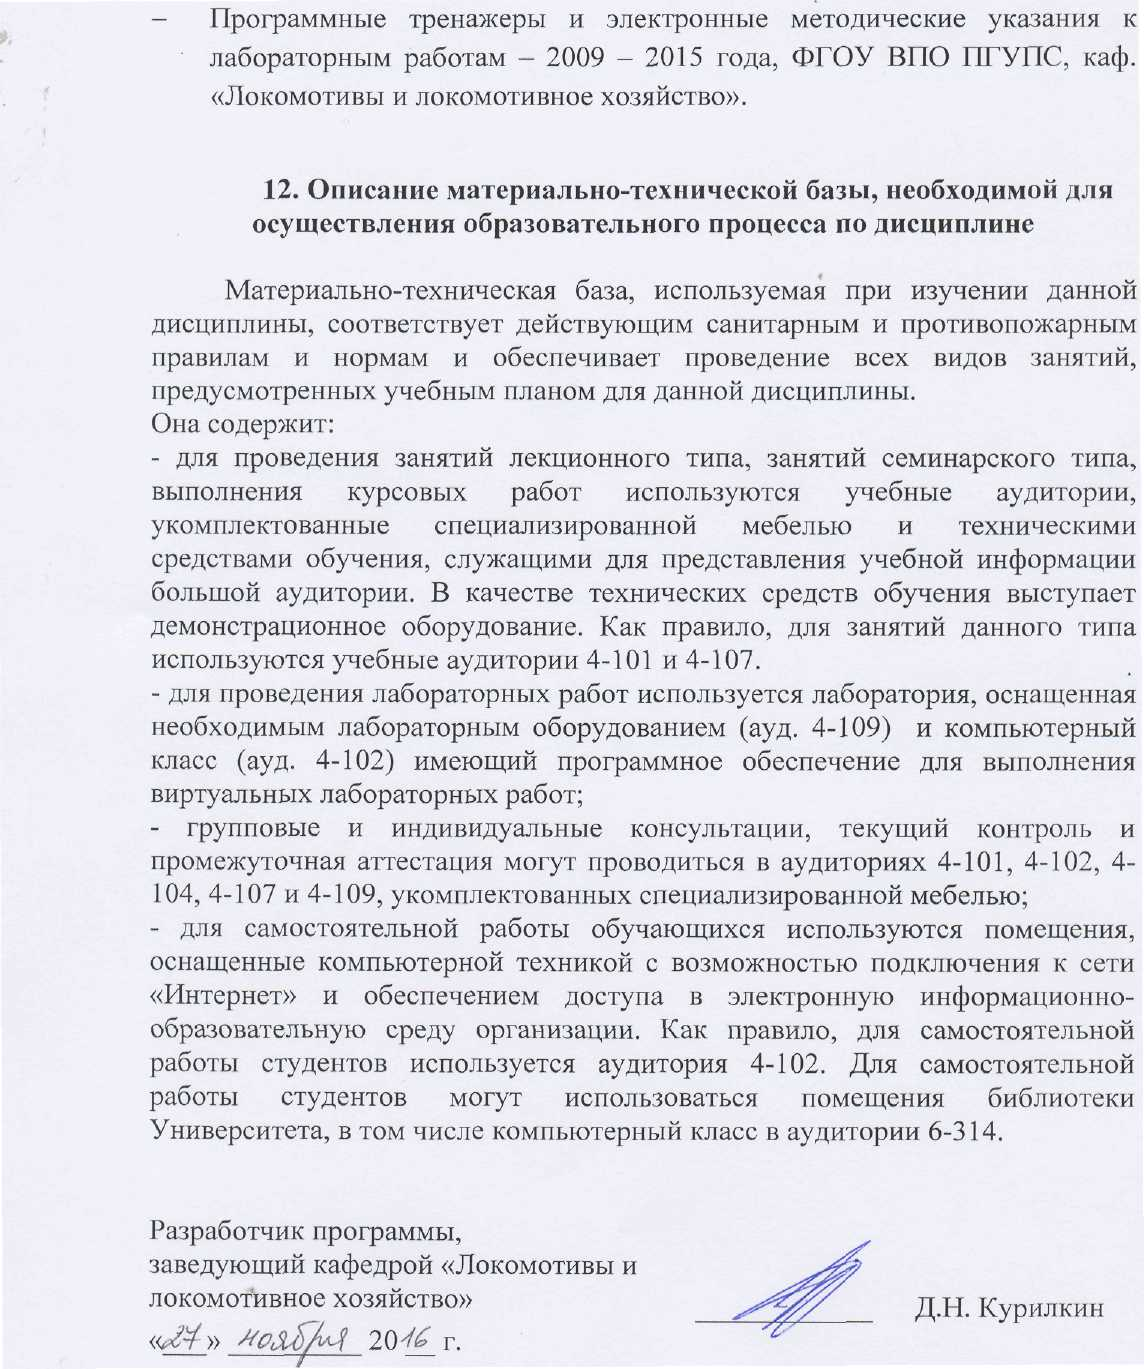 – Программные тренажеры и электронные методические указания к
лабораторным работам – 2009 – 2015 года, ФГОУ ВПО ПГУПС, каф.
«Локомотивы и локомотивное хозяйство».
12. Описание материально-технической базы, необходимой для
осуществления образовательного процесса по дисциплине
Материально-техническая база, используемая при изучении данной
дисциплины, соответствует действующим санитарным и противопожарным
правилам и нормам и обеспечивает проведение всех видов занятий,
предусмотренных учебным планом для данной дисциплины.
Она содержит:
- для проведения занятий лекционного типа, занятий семинарского типа,
выполнения курсовых работ используются учебные аудитории,
укомплектованные специализированной мебелью и техническими
средствами обучения, служащими для представления учебной информации
большой аудитории. В качестве технических средств обучения выступает
демонстрационное оборудование. Как правило, для занятий данного типа
используются учебные аудитории 4-101 и 4-107.
- для проведения лабораторных работ используется лаборатория, оснащенная
необходимым лабораторным оборудованием (ауд. 4-109) и компьютерный
класс (ауд. 4-102) имеющий программное обеспечение для выполнения
виртуальных лабораторных работ;
- групповые и индивидуальные консультации, текущий контроль и
промежуточная аттестация могут проводиться в аудиториях 4-101, 4-102, 4-
104, 4-107 и 4-109, укомплектованных специализированной мебелью;
- для самостоятельной работы обучающихся используются помещения,
оснащенные компьютерной техникой с возможностью подключения к сети
«Интернет» и обеспечением доступа в электронную информационно-
образовательную среду организации. Как правило, для самостоятельной
работы студентов используется аудитория 4-102. Для самостоятельной
работы студентов могут использоваться помещения библиотеки
Университета, в том числе компьютерный класс в аудитории 6-314.
Разработчик программы,
заведующий кафедрой «Локомотивы и
локомотивное хозяйство» Д.Н. Курилкин
«27» ноября 2016 г.